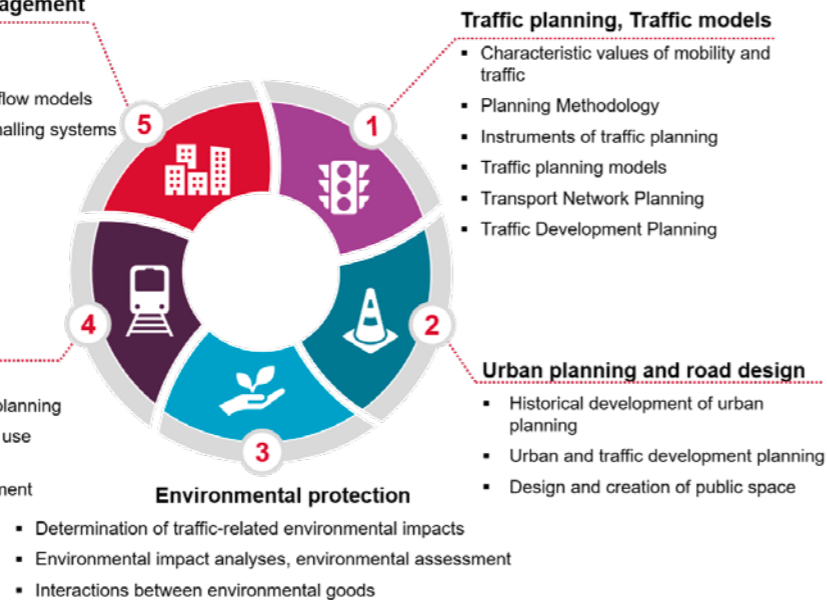 Traffic planning, Traffic models
▪ Characteristic values of mobility and
traffic
▪ Planning Methodology
▪ Instruments of traffic planning
▪ Traffic planning models
▪ Transport Network Planning
▪ Traffic Development Planning
flow models
systems
5
1
4
2
3
Urban planning and road design
▪ Historical development of urban
planning
▪ Urban and traffic development planning
▪ Design and creation of public space
planning
use
Environmental protection
▪ Determination of traffic-related environmental impacts
▪ Environmental impact analyses, environmental assessment
▪ Interactions between environmental goods